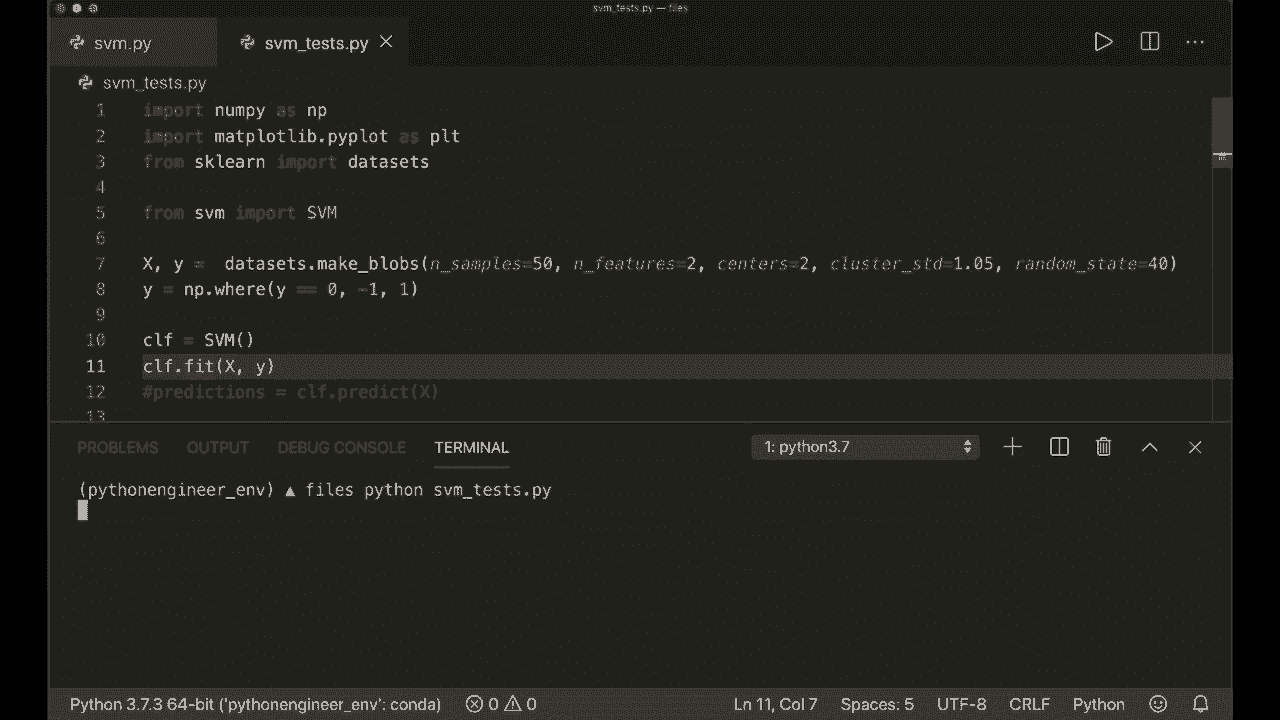 svm_tests.py — files
svm.py
svm_tests.py
svm_tests.py
1 import numpy as np
2 import matplotlib.pyplot as plt
3 from sklearn import datasets
4
5 from svm import SVM
6
7 X, y =  datasets.make_blobs(n_samples=50, n_features=2, centers=2, cluster_std=1.05, random_state=40)
8 y = np.where(y == 0, -1, 1)
9
10 clf = SVM()
11 clf.fit(X, y)
12 #predictions = clf.predict(X)
13
PROBLEMS OUTPUT DEBUG CONSOLE TERMINAL 1: python3.7
(pythonengineer_env) ▲ files python svm_tests.py
Python 3.7.3 64-bit ('pythonengineer_env': conda) 0 0 Ln 11, Col 7 Spaces: 5 UTF-8 CRLF Python